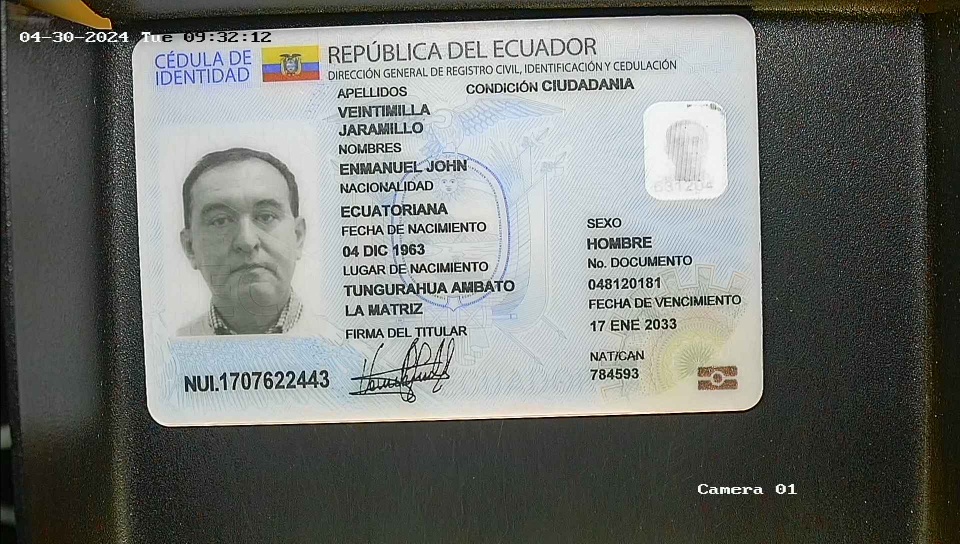 04-30-2024 Tue 09:32:12
CÉDULA DE
IDENTIDAD
REPÚBLICA DEL ECUADOR
DIRECCIÓN GENERAL DE REGISTRO CIVIL, IDENTIFICACIÓN Y CEDULACIÓN
APELLIDOS
CONDICIÓN CIUDADANIA
VEINTIMILLA
JARAMILLO
NOMBRES
ENMANUEL JOHN
NACIONALIDAD
ECUATORIANA
FECHA DE NACIMIENTO
04 DIC 1963
LUGAR DE NACIMIENTO
TUNGURAHUA AMBATO
LA MATRIZ
FIRMA DEL TITULAR
SEXO
HOMBRE
No. DOCUMENTO
048120181
FECHA DE VENCIMIENTO
17 ENE 2033
NAT/CAN
784593
NUI.1707622443
Camera 01